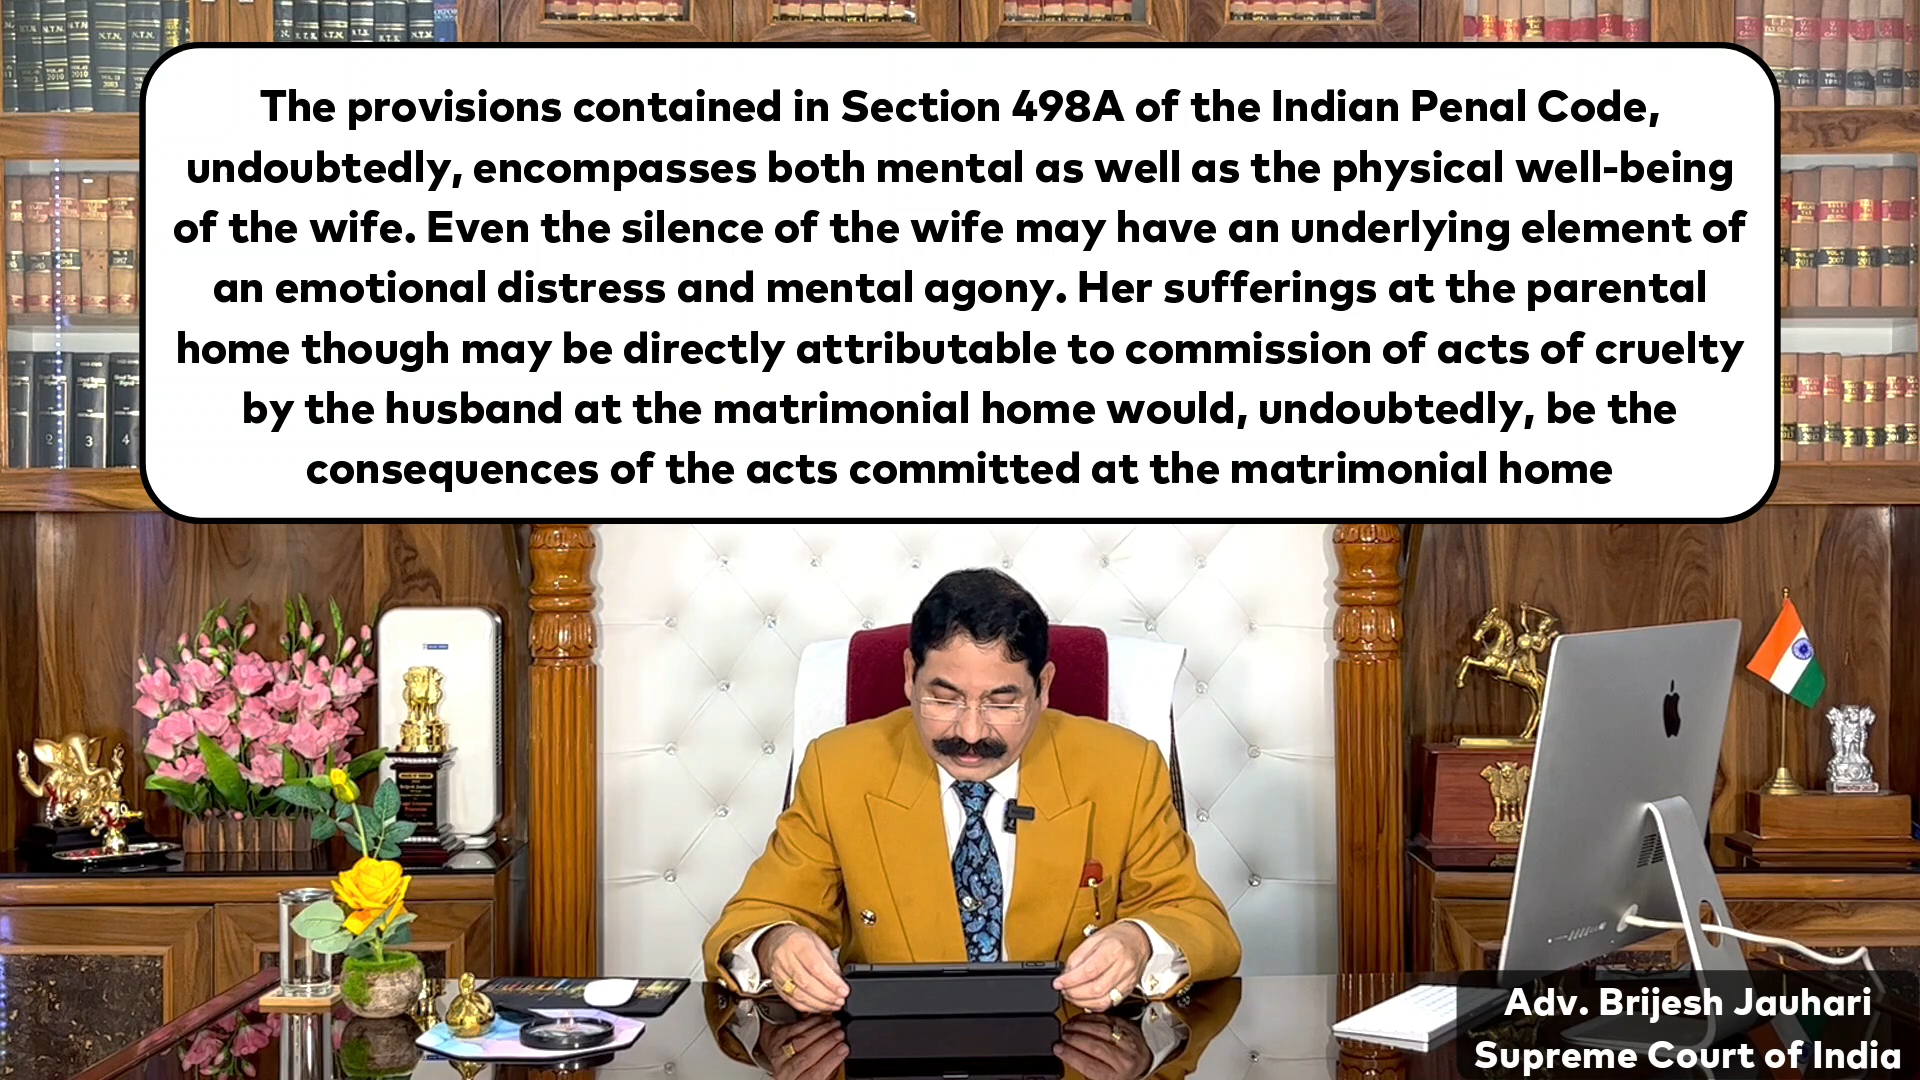 N.T.N. N.T.N.
The provisions contained in Section 498A of the Indian Penal Code,
undoubtedly, encompasses both mental as well as the physical well-being
of the wife. Even the silence of the wife may have an underlying element of
an emotional distress and mental agony. Her sufferings at the parental
home though may be directly attributable to commission of acts of cruelty
by the husband at the matrimonial home would, undoubtedly, be the
consequences of the acts committed at the matrimonial home
2 3 4
Adv. Brijesh Jauhari
Supreme Court of India